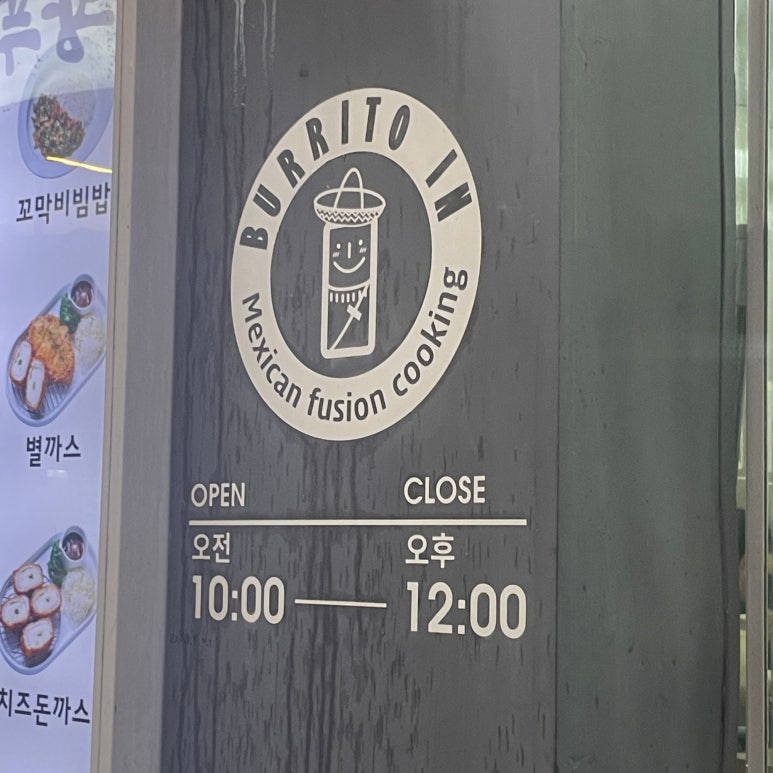 꼬막비빔밥
별까스
치즈돈까스
BURRITO IN
Mexican fusion cooking
OPEN CLOSE
오전 오후
10:00 12:00